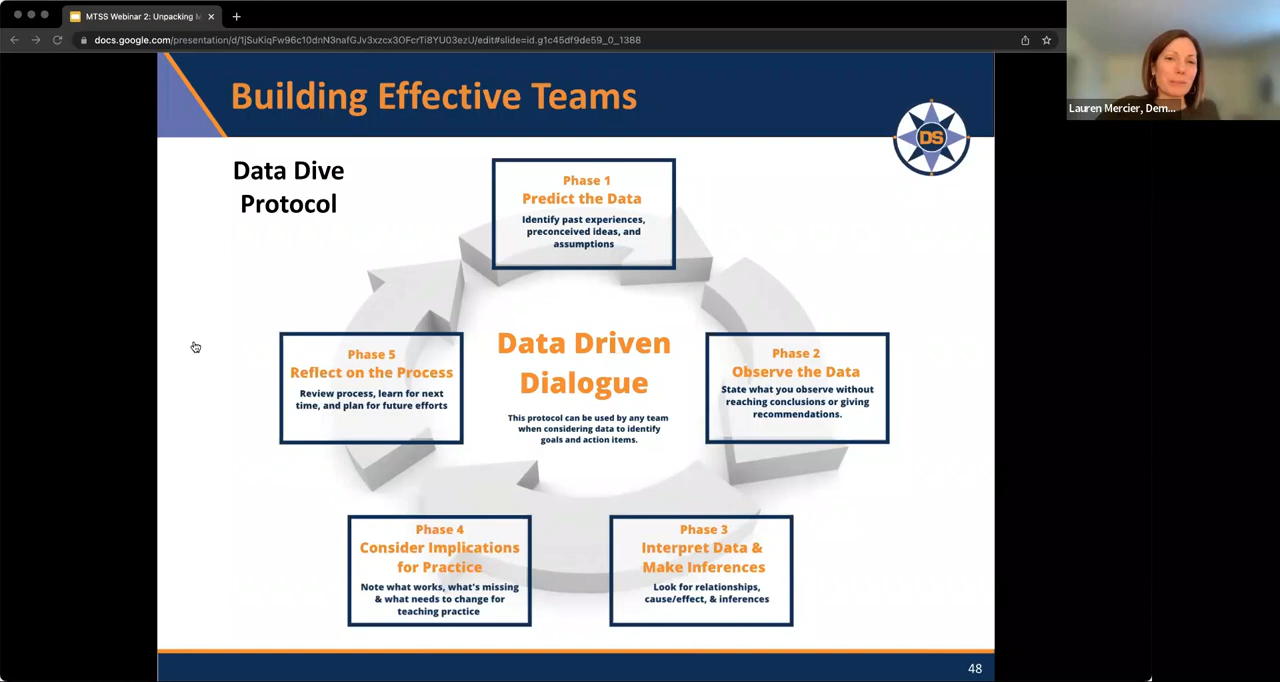 MTSS Webinar 2: Unpacking M
docs.google.com/presentation/d/1jSuKiqFw96c10dnN3nafGJv3xzcx3OFcrTi8YU03ezU/edit#slide=id.g1c45df9de59_0_1388
Lauren Mercier, Dem...
Building Effective Teams
DS
Data Dive
Protocol
Phase 1
Predict the Data
Identify past experiences,
preconceived ideas, and
assumptions
Data Driven
Dialogue
This protocol can be used by any team
when considering data to identify
goals and action items.
Phase 2
Observe the Data
State what you observe without
reaching conclusions or giving
recommendations.
Phase 3
Interpret Data &
Make Inferences
Look for relationships,
cause/effect, & inferences
Phase 4
Consider Implications
for Practice
Note what works, what's missing
& what needs to change for
teaching practice
Phase 5
Reflect on the Process
Review process, learn for next
time, and plan for future efforts
48